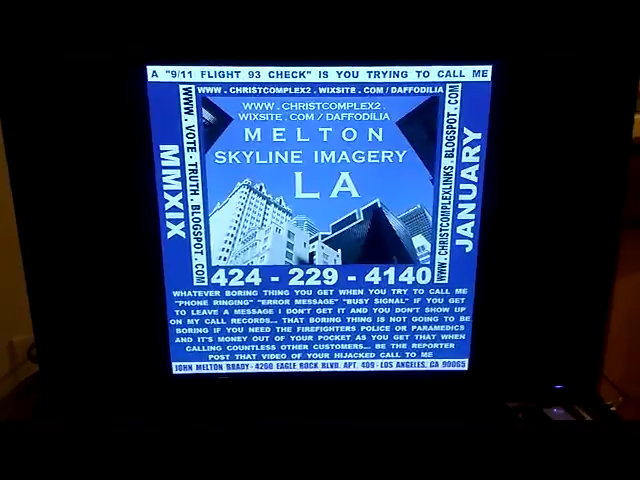 A "9/11 FLIGHT 93 CHECK" IS YOU TRYING TO CALL ME
WWW . CHRISTCOMPLEX2 . WIXSITE . COM / DAFFODILIA
WWW . VOTE - TRUTH . BLOGSPOT . COM
MMXIX
WWW . CHRISTCOMPLEX2 .
WIXSITE . COM / DAFFODILIA
MELTON
SKYLINE IMAGERY
LA
WWW . CHRISTCOMPLEXLINKS . BLOGSPOT . COM
JANUARY
424 - 229 - 4140
WHATEVER BORING THING YOU GET WHEN YOU TRY TO CALL ME
"PHONE RINGING" "ERROR MESSAGE" "BUSY SIGNAL" IF YOU GET
TO LEAVE A MESSAGE I DON'T GET IT AND YOU DON'T SHOW UP
ON MY CALL RECORDS... THAT BORING THING IS NOT GOING TO BE
BORING IF YOU NEED THE FIREFIGHTERS POLICE OR PARAMEDICS
AND IT'S MONEY OUT OF YOUR POCKET AS YOU GET THAT WHEN
CALLING COUNTLESS OTHER CUSTOMERS... BE THE REPORTER
POST THAT VIDEO OF YOUR HIJACKED CALL TO ME
JOHN MELTON BRADY - 4260 EAGLE ROCK BLVD. APT. 409 - LOS ANGELES, CA 90065